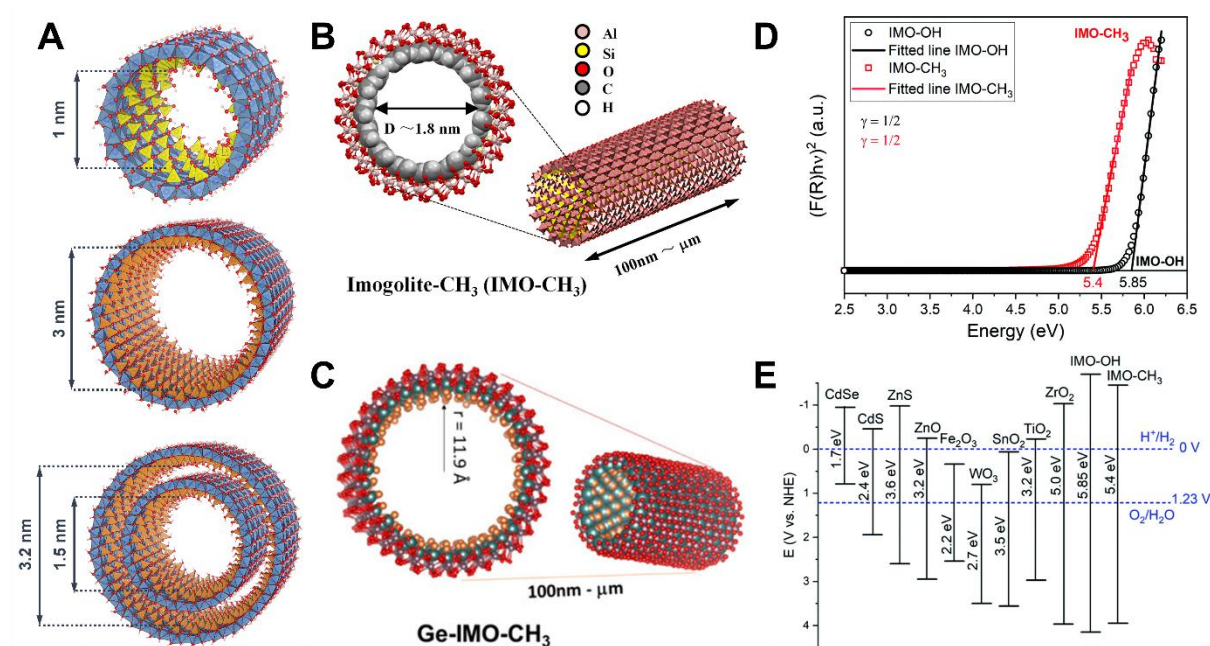 A
1 nm
3 nm
3.2 nm
1.5 nm
B
Al
Si
O
C
H
D ~1.8 nm
100nm ~ μm
Imogolite-CH₃ (IMO-CH₃)
C
r = 11.9 Å
100nm - μm
Ge-IMO-CH₃
D
IMO-OH
Fitted line IMO-OH
IMO-CH₃
Fitted line IMO-CH₃
γ = 1/2
γ = 1/2
IMO-CH₃
IMO-OH
5.4
5.85
(F(R)hν)² (a.u.)
2.5 3.0 3.5 4.0 4.5 5.0 5.5 6.0 6.5
Energy (eV)
E
E (V vs. NHE)
-1
0
1
2
3
4
CdSe
1.7 eV
CdS
2.4 eV
ZnS
3.6 eV
ZnO
3.2 eV
Fe₂O₃
2.2 eV
WO₃
2.7 eV
SnO₂
3.5 eV
TiO₂
3.2 eV
ZrO₂
5.0 eV
IMO-OH
5.85 eV
IMO-CH₃
5.4 eV
H⁺/H₂
0 V
1.23 V
O₂/H₂O